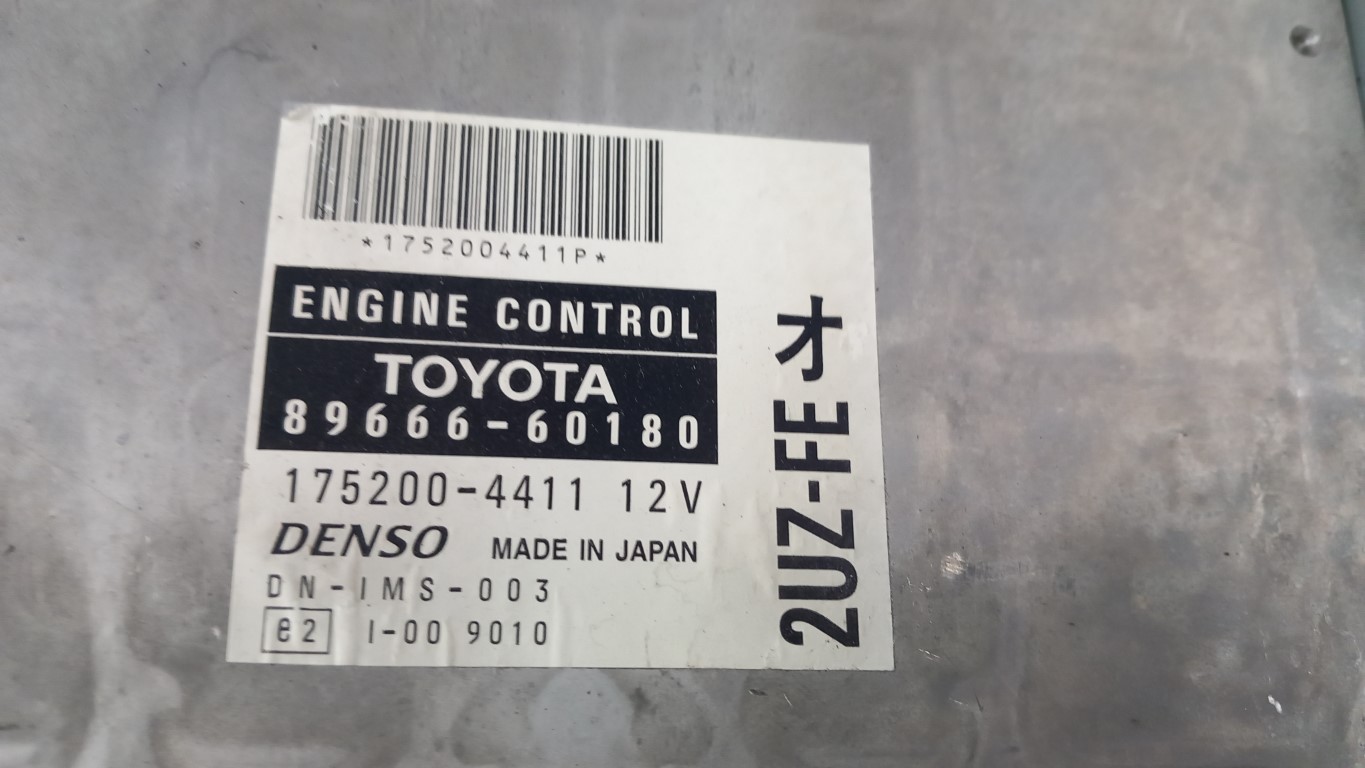 *1752004411P*
ENGINE CONTROL
TOYOTA
89666-60180
175200-4411 12V
DENSO MADE IN JAPAN
DN-IMS-003
e2 I-00 9010
2UZ-FE オ